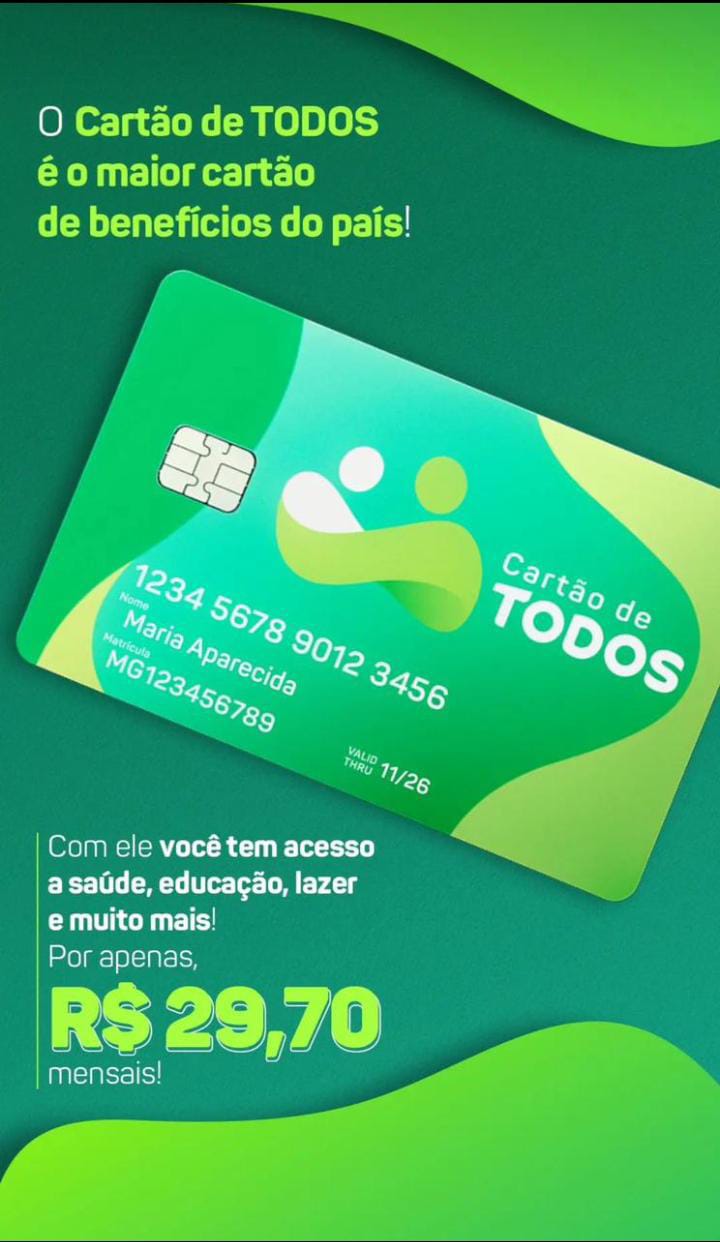 O Cartão de TODOS
é o maior cartão
de benefícios do país!
Cartão de
TODOS
1234 5678 9012 3456
Nome
Maria Aparecida
Matrícula
MG123456789
VALID
THRU 11/26
Com ele você tem acesso
a saúde, educação, lazer
e muito mais!
Por apenas,
R$ 29,70
mensais!